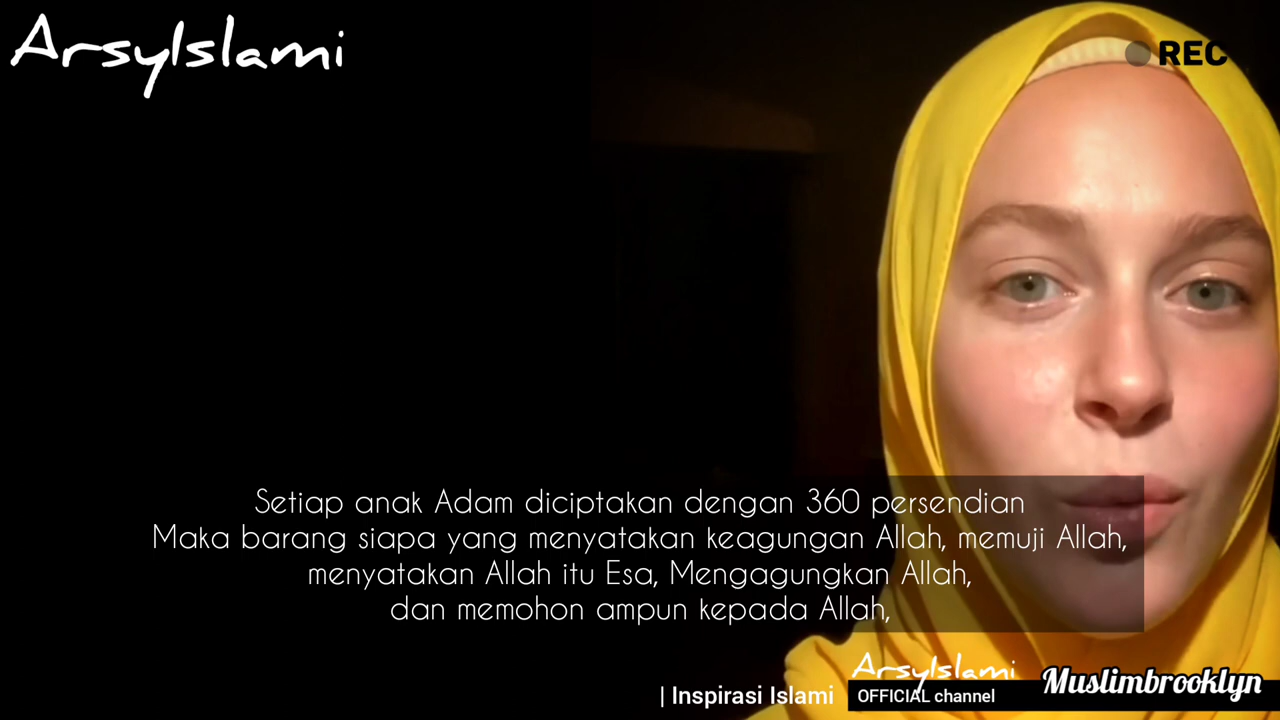 ArsyIslami
REC
Setiap anak Adam diciptakan dengan 360 persendian
Maka barang siapa yang menyatakan keagungan Allah, memuji Allah,
menyatakan Allah itu Esa, Mengagungkan Allah,
dan memohon ampun kepada Allah,
ArsyIslami
| Inspirasi Islami
OFFICIAL channel
Muslimbrooklyn